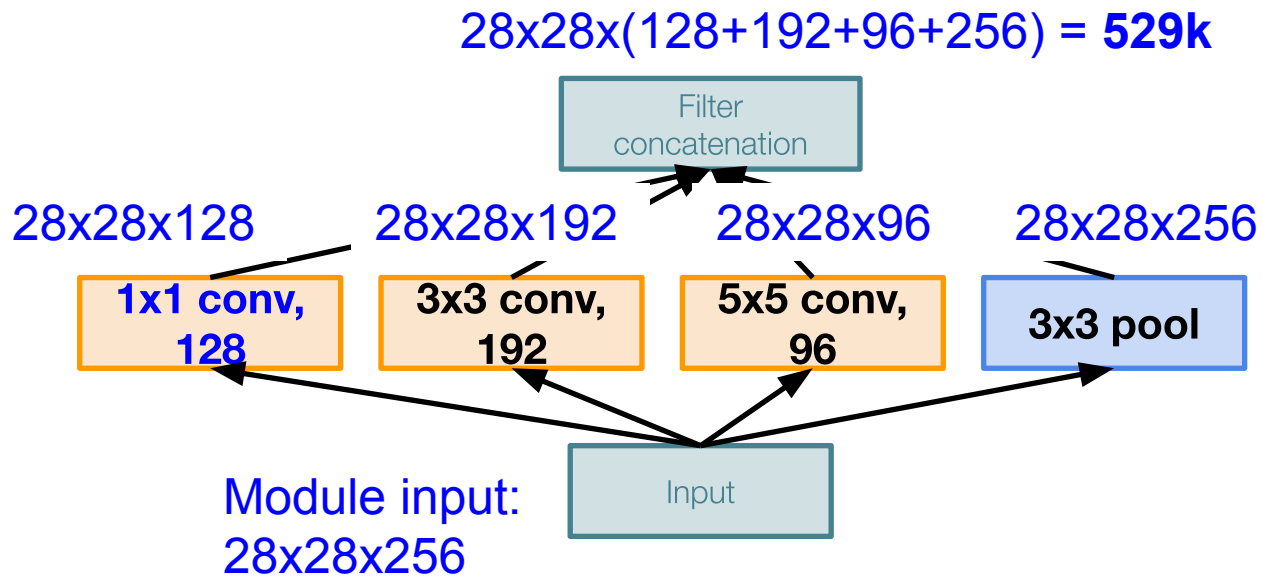 28x28x(128+192+96+256) = 529k
Filter
concatenation
28x28x128
28x28x192
28x28x96
28x28x256
1x1 conv,
128
3x3 conv,
192
5x5 conv,
96
3x3 pool
Input
Module input:
28x28x256